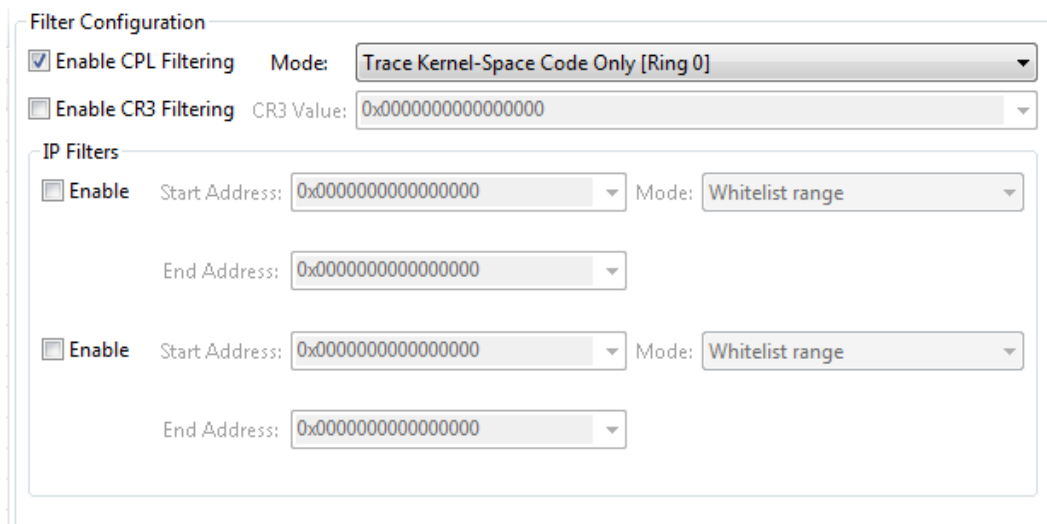 Filter Configuration
Enable CPL Filtering Mode: Trace Kernel-Space Code Only [Ring 0]
Enable CR3 Filtering CR3 Value: 0x0000000000000000
IP Filters
Enable Start Address: 0x0000000000000000 Mode: Whitelist range
End Address: 0x0000000000000000
Enable Start Address: 0x0000000000000000 Mode: Whitelist range
End Address: 0x0000000000000000